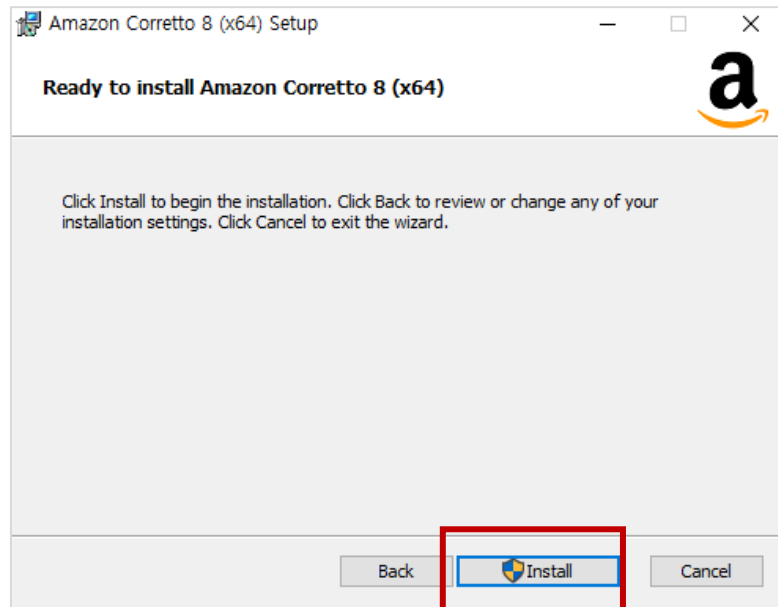 Amazon Corretto 8 (x64) Setup
Ready to install Amazon Corretto 8 (x64)
Click Install to begin the installation. Click Back to review or change any of your
installation settings. Click Cancel to exit the wizard.
Back
Install
Cancel